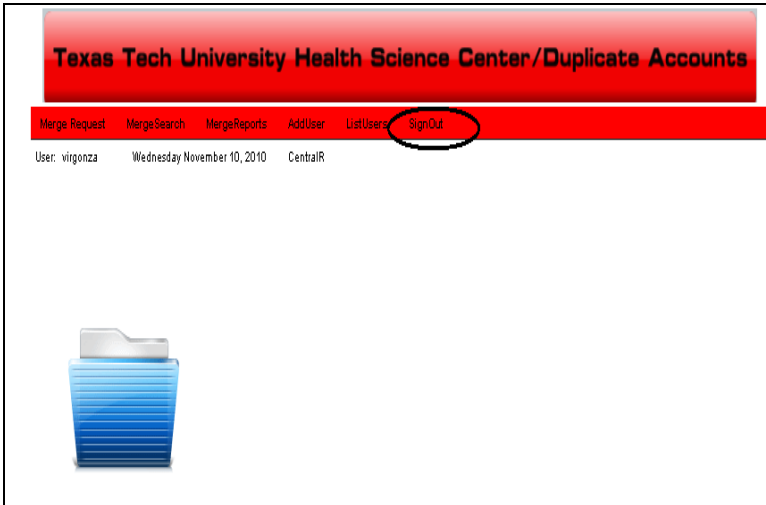 Texas Tech University Health Science Center/Duplicate Accounts
Merge Request MergeSearch MergeReports AddUser ListUsers SignOut
User: virgonza Wednesday November 10, 2010 CentralR